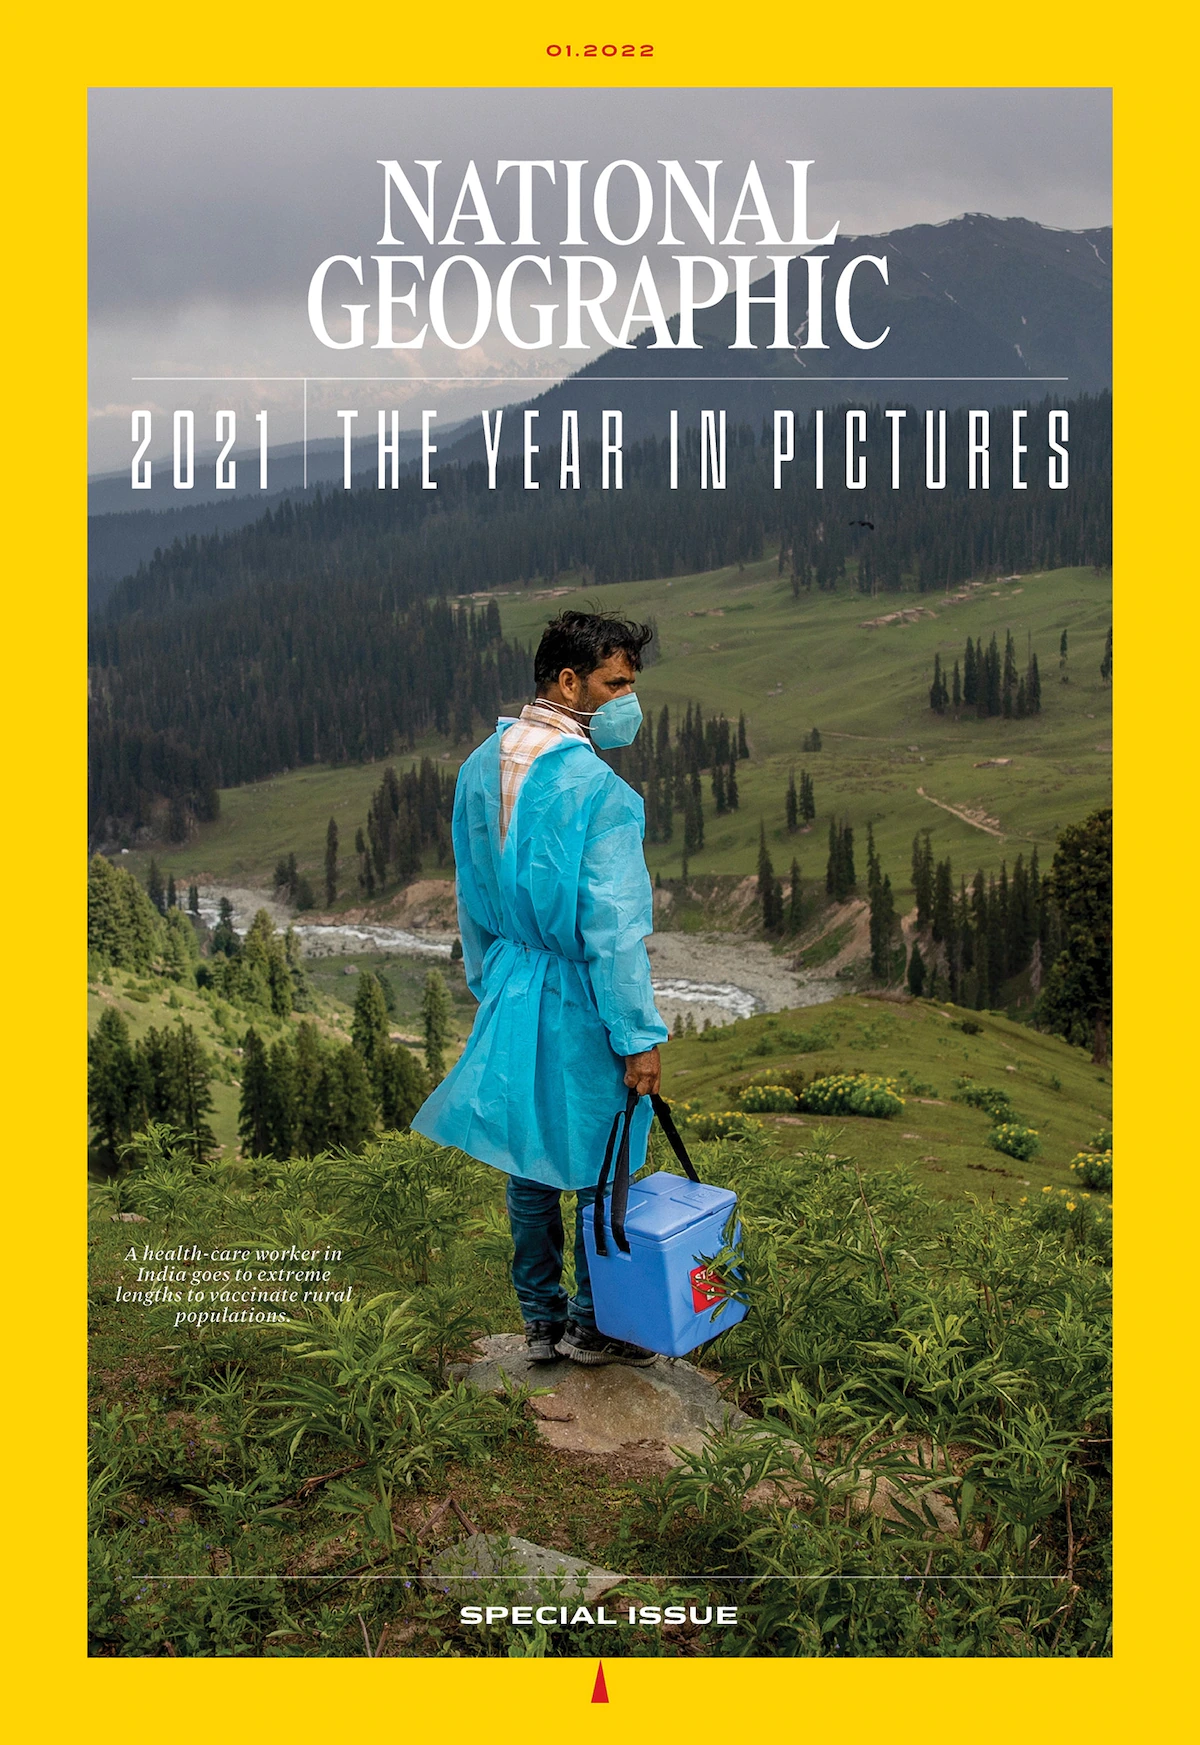 01.2022
NATIONAL
GEOGRAPHIC
2021 THE YEAR IN PICTURES
A health-care worker in
India goes to extreme
lengths to vaccinate rural
populations.
SPECIAL ISSUE